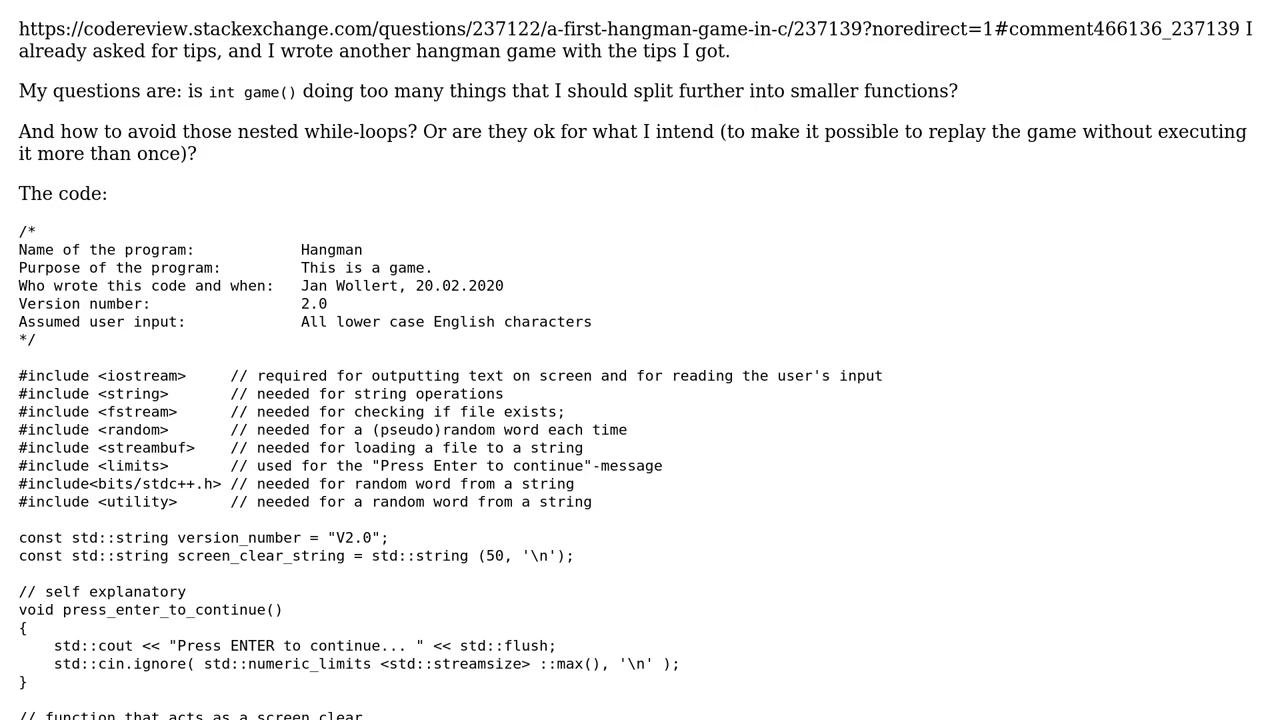 https://codereview.stackexchange.com/questions/237122/a-first-hangman-game-in-c/237139?noredirect=1#comment466136_237139 I
already asked for tips, and I wrote another hangman game with the tips I got.
My questions are: is int game() doing too many things that I should split further into smaller functions?
And how to avoid those nested while-loops? Or are they ok for what I intend (to make it possible to replay the game without executing
it more than once)?
The code:
/*
Name of the program:            Hangman
Purpose of the program:         This is a game.
Who wrote this code and when:   Jan Wollert, 20.02.2020
Version number:                 2.0
Assumed user input:             All lower case English characters
*/
#include <iostream>     // required for outputting text on screen and for reading the user's input
#include <string>       // needed for string operations
#include <fstream>      // needed for checking if file exists;
#include <random>       // needed for a (pseudo)random word each time
#include <streambuf>    // needed for loading a file to a string
#include <limits>       // used for the "Press Enter to continue"-message
#include<bits/stdc++.h> // needed for random word from a string
#include <utility>      // needed for a random word from a string
const std::string version_number = "V2.0";
const std::string screen_clear_string = std::string (50, '\n');
// self explanatory
void press_enter_to_continue()
{
    std::cout << "Press ENTER to continue... " << std::flush;
    std::cin.ignore( std::numeric_limits <std::streamsize> ::max(), '\n' );
}
// function that acts as a screen clear